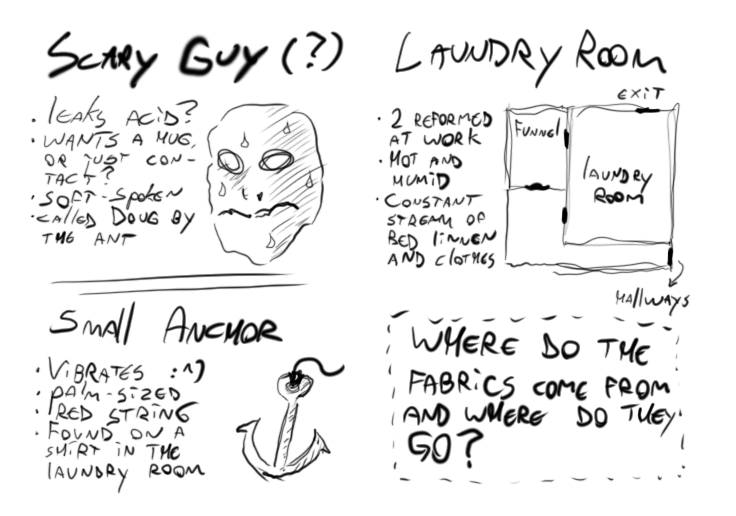 SCARY GUY (?)
• LEAKS ACID?
• WANTS A HUG,
OR JUST CON-
TACT?
• SOFT-SPOKEN
• CALLED DOUG BY
THE ANT
SMALL ANCHOR
• VIBRATES :^)
• PALM-SIZED
• RED STRING
• FOUND ON A
SHIRT IN THE
LAUNDRY ROOM
LAUNDRY ROOM
• 2 REFORMED
AT WORK
• HOT AND
HUMID
• CONSTANT
STREAM OF
BED LINNEN
AND CLOTHES
EXIT
FUNNEL
LAUNDRY
ROOM
HALLWAYS
WHERE DO THE
FABRICS COME FROM
AND WHERE DO THEY
GO?